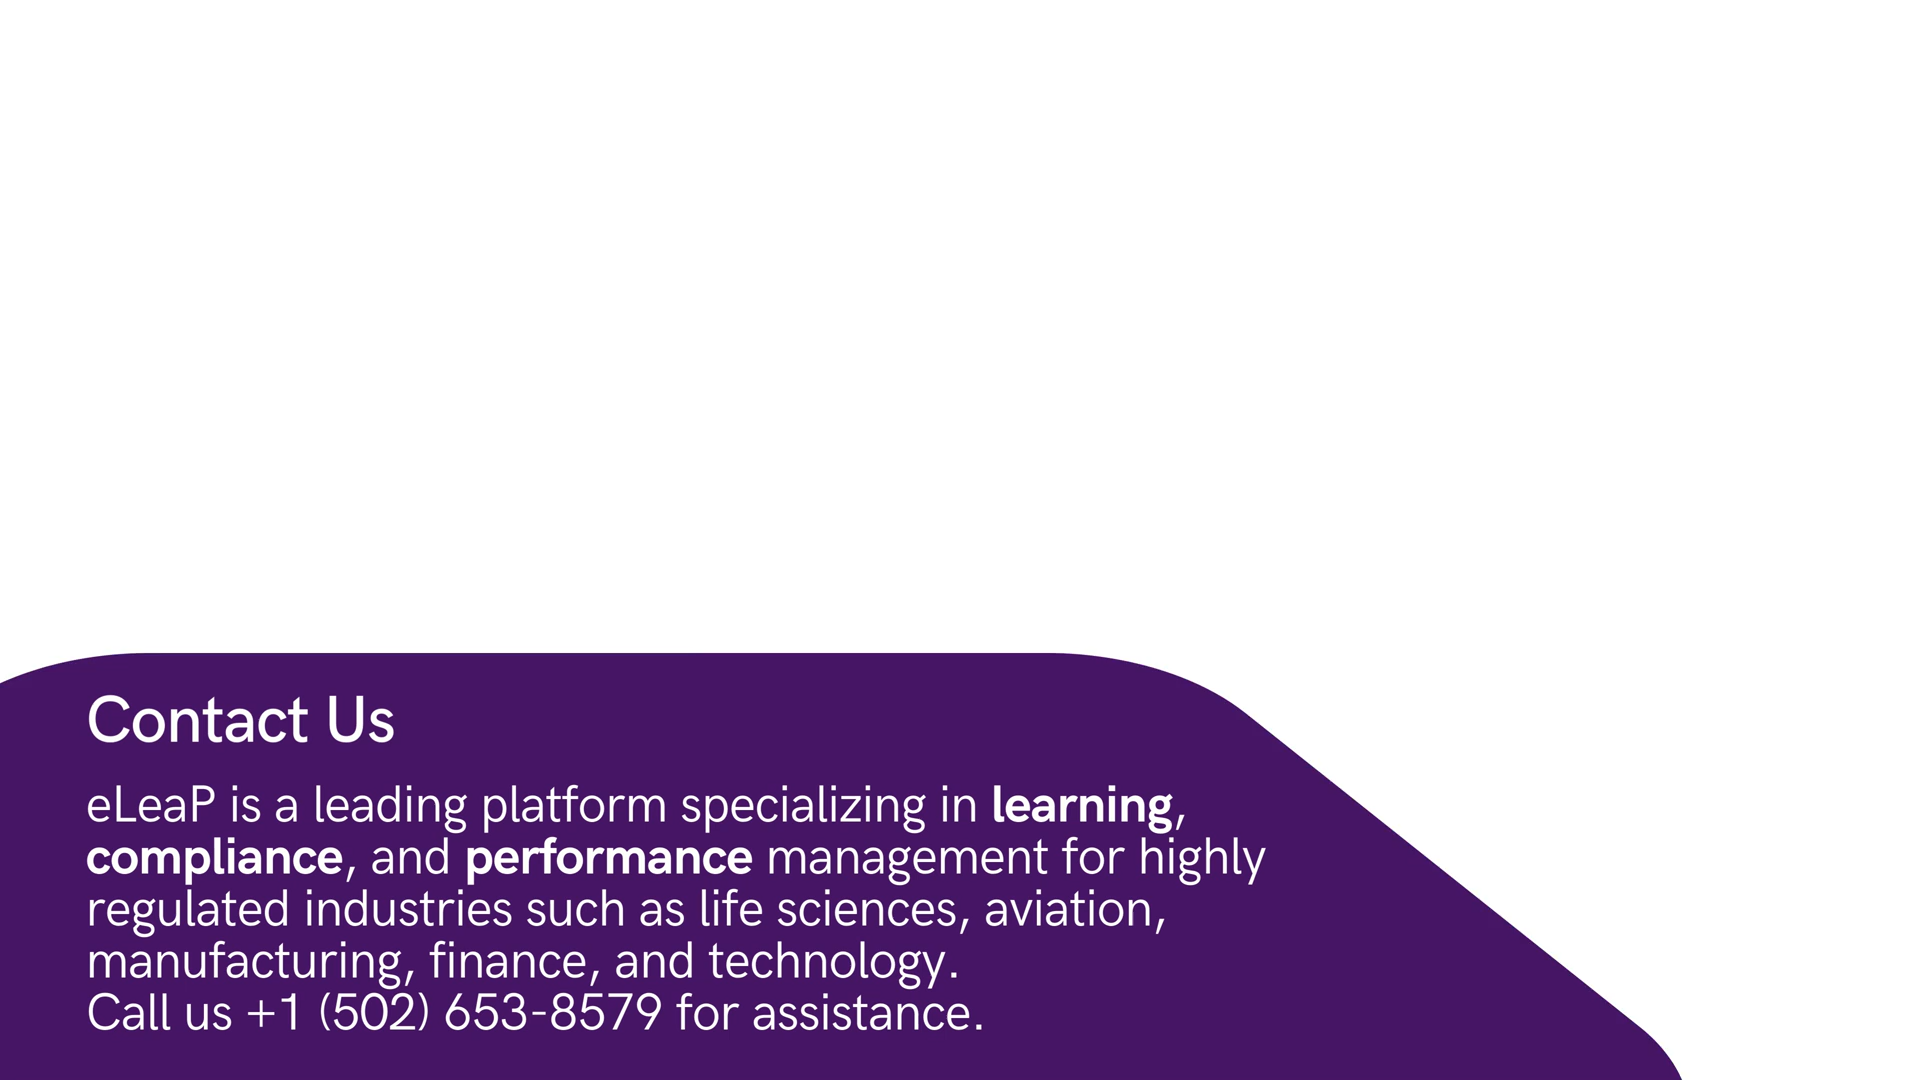 Contact Us
eLeaP is a leading platform specializing in learning,
compliance, and performance management for highly
regulated industries such as life sciences, aviation,
manufacturing, finance, and technology.
Call us +1 (502) 653-8579 for assistance.